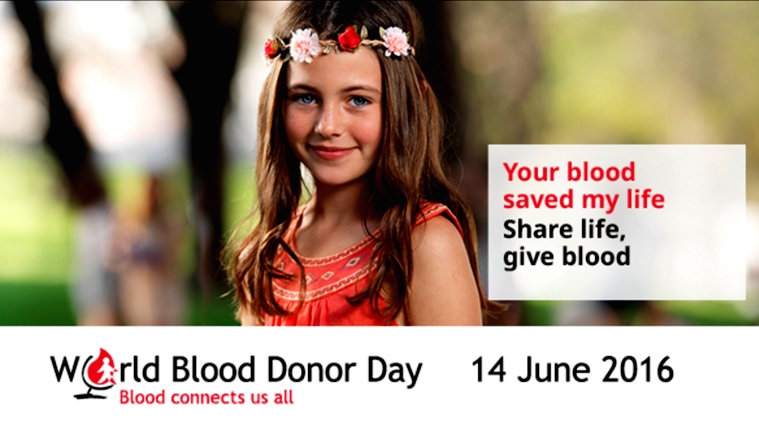 Your blood
saved my life
Share life,
give blood
World Blood Donor Day 14 June 2016
Blood connects us all